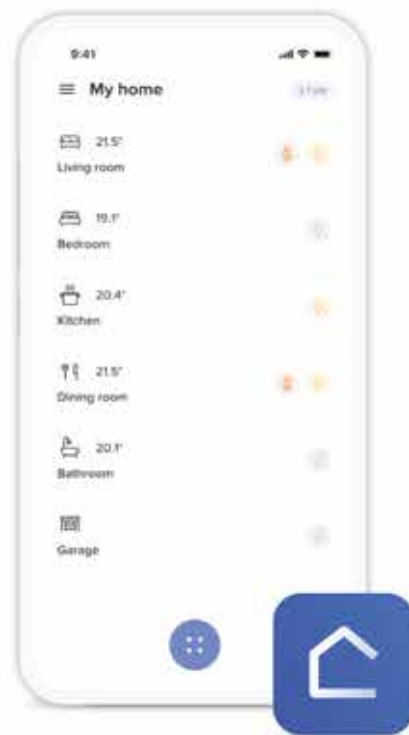 9:41
My home
21.5°
Living room
19.1°
Bedroom
20.4°
Kitchen
21.5°
Dining room
20.1°
Bathroom
Garage